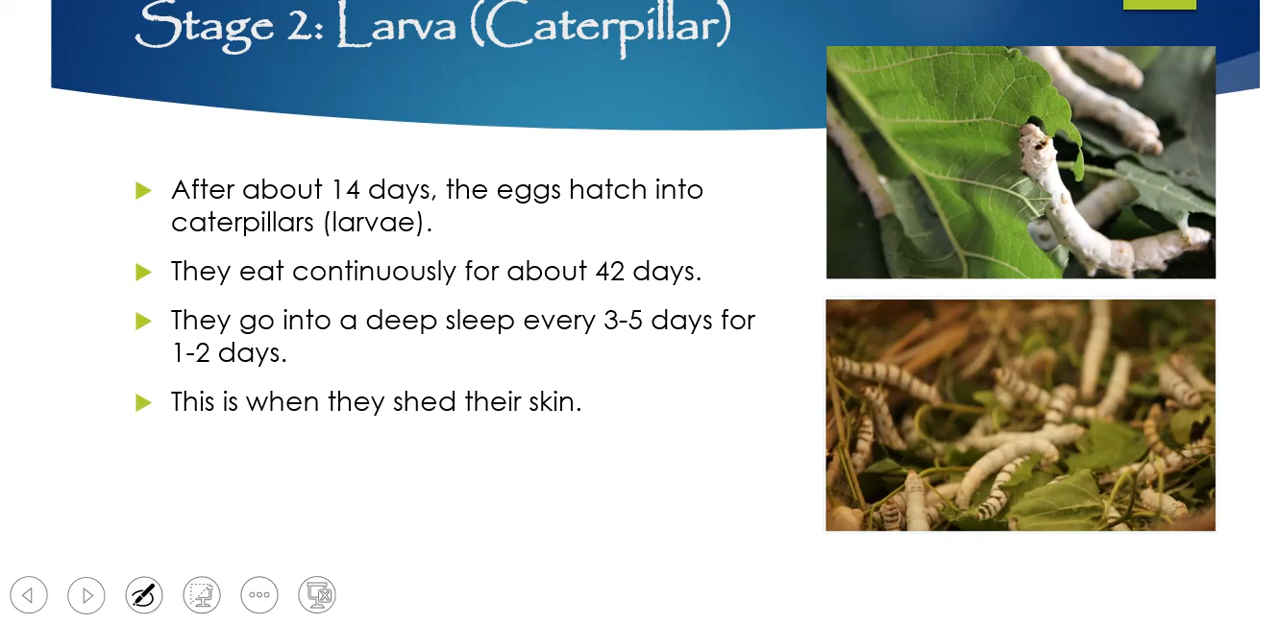 Stage 2: Larva (Caterpillar)
After about 14 days, the eggs hatch into
caterpillars (larvae).
They eat continuously for about 42 days.
They go into a deep sleep every 3-5 days for
1-2 days.
This is when they shed their skin.